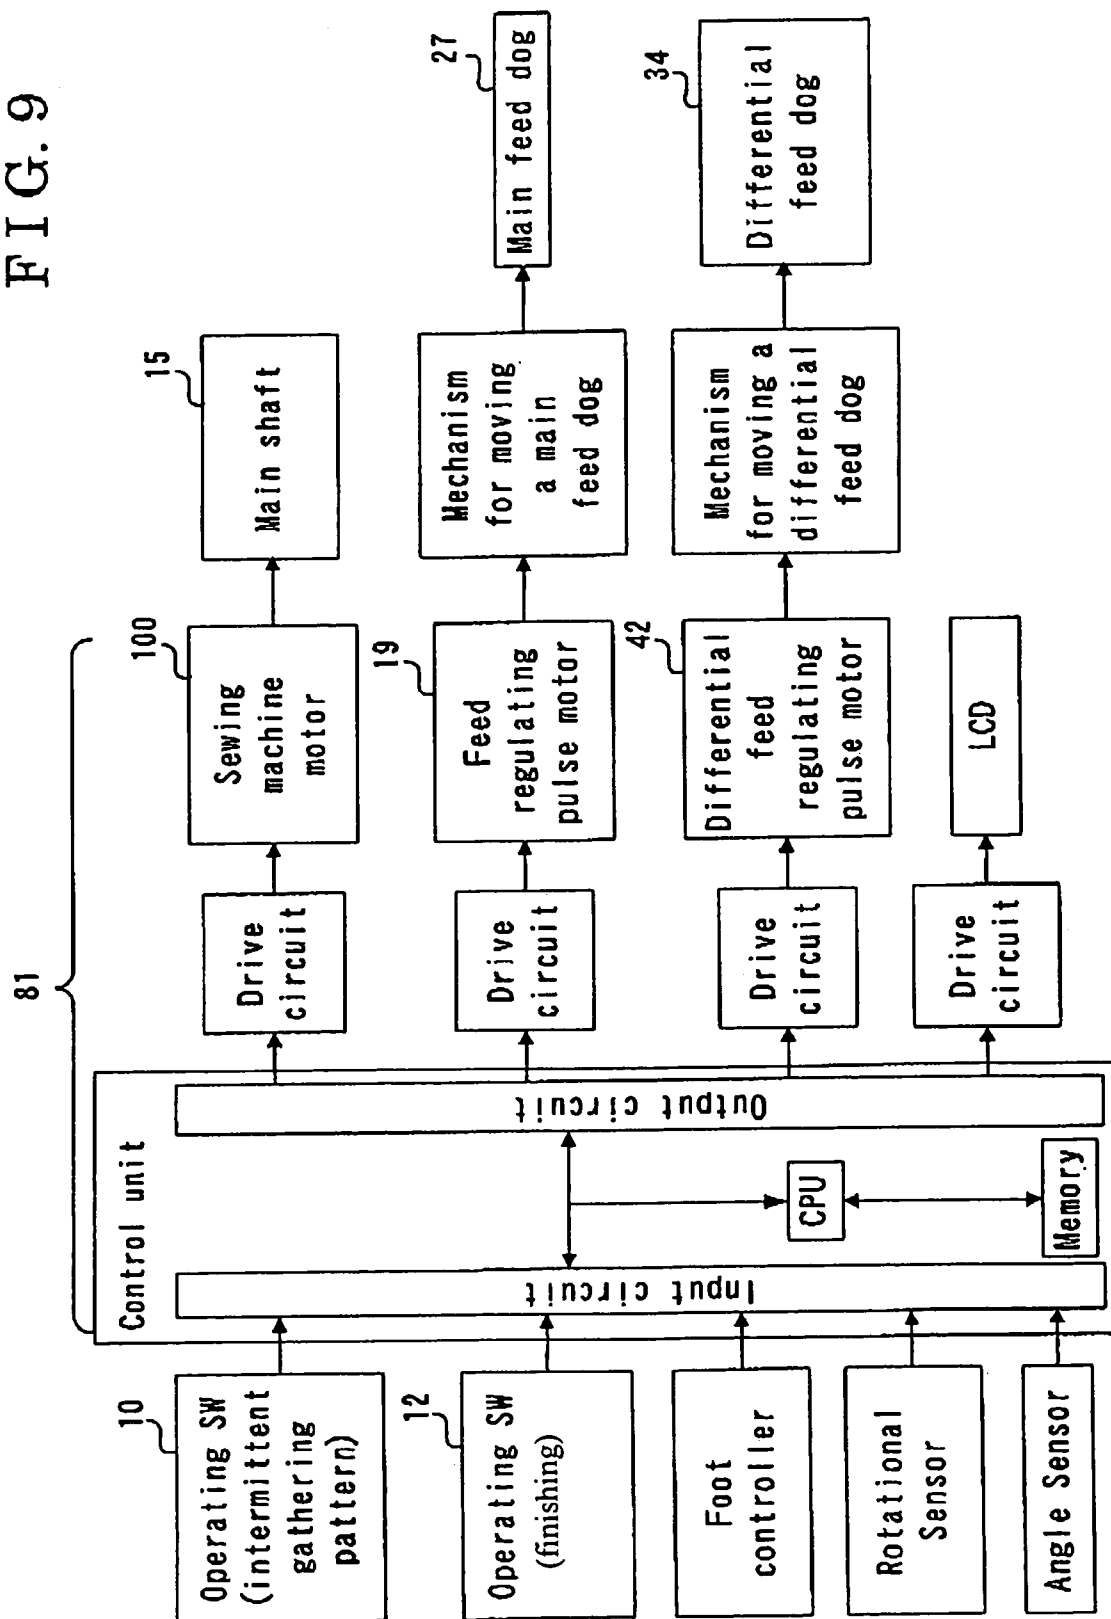 FIG. 9
81
Control unit
10
Operating SW
(intermittent
gathering
pattern)
12
Operating SW
(finishing)
Foot
controller
Rotational
Sensor
Angle Sensor
Input circuit
CPU
Memory
Output circuit
Drive
circuit
100
Sewing
machine
motor
15
Main shaft
Drive
circuit
19
Feed
regulating
pulse motor
Mechanism
for moving
a main
feed dog
27
Main feed dog
Drive
circuit
42
Differential
feed
regulating
pulse motor
Mechanism
for moving a
differential
feed dog
34
Differential
feed dog
Drive
circuit
LCD